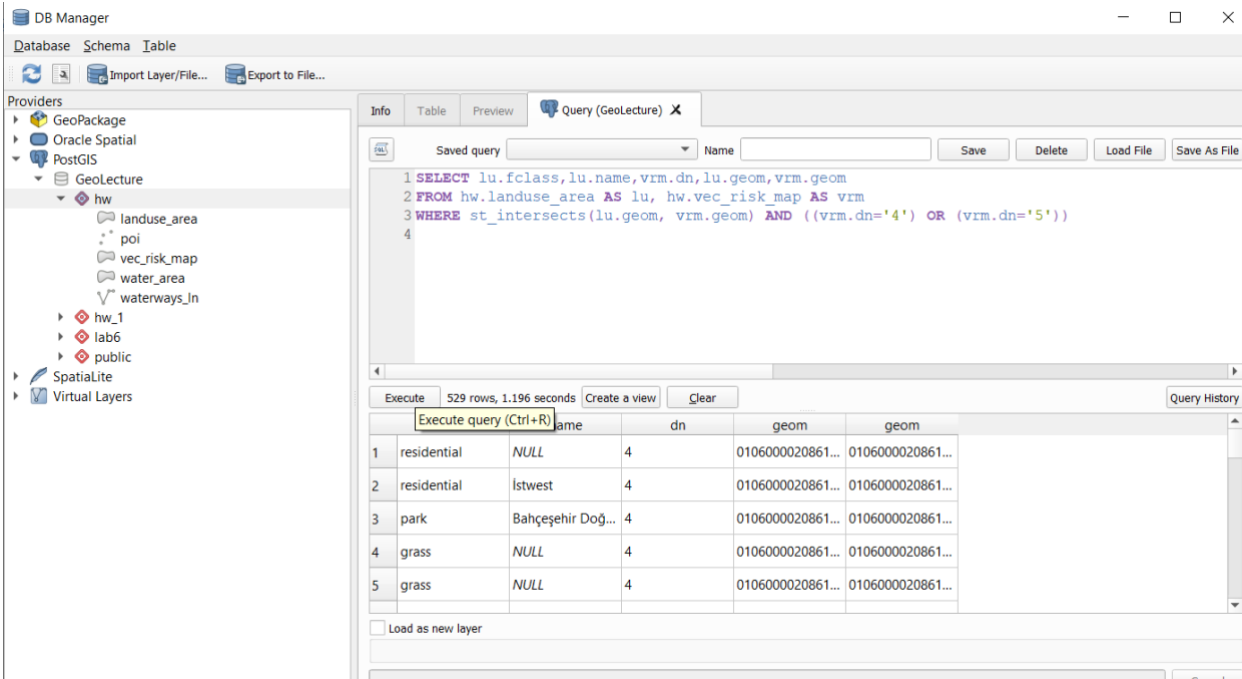 DB Manager
Database Schema Table
Import Layer/File... Export to File...
Providers
GeoPackage
Oracle Spatial
PostGIS
GeoLecture
hw
landuse_area
poi
vec_risk_map
water_area
waterways_ln
hw_1
lab6
public
SpatiaLite
Virtual Layers
Info Table Preview Query (GeoLecture)
Saved query Name Save Delete Load File Save As File
1 SELECT lu.fclass,lu.name,vrm.dn,lu.geom,vrm.geom
2 FROM hw.landuse_area AS lu, hw.vec_risk_map AS vrm
3 WHERE st_intersects(lu.geom, vrm.geom) AND ((vrm.dn='4') OR (vrm.dn='5'))
4
Execute 529 rows, 1.196 seconds Create a view Clear Query History
Execute query (Ctrl+R)
dn geom geom
1 residential NULL 4 0106000020861... 0106000020861...
2 residential İstwest 4 0106000020861... 0106000020861...
3 park Bahçeşehir Doğ... 4 0106000020861... 0106000020861...
4 grass NULL 4 0106000020861... 0106000020861...
5 grass NULL 4 0106000020861... 0106000020861...
Load as new layer